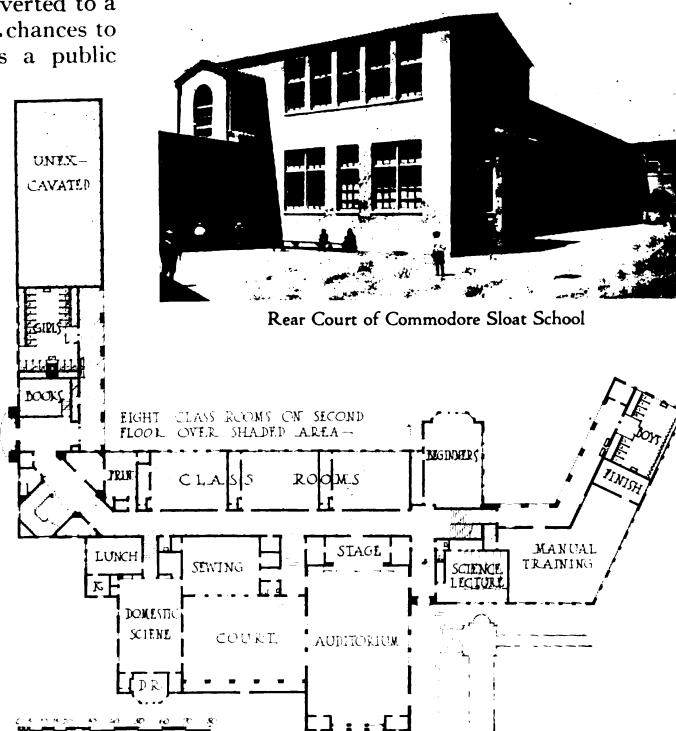 verted to a
chances to
s a public
UNEX-
CAVATED
Rear Court of Commodore Sloat School
GIRLS
BOOKS
EIGHT CLASS ROOMS ON SECOND
FLOOR OVER SHADED AREA—
PRIN
CLASS ROOMS
BEGINNERS
BOYS
FINISH
LUNCH
K.
SEWING
STAGE
SCIENCE
LECTURE
MANUAL
TRAINING
DOMESTIC
SCIENE
COURT
AUDITORIUM
D.R.